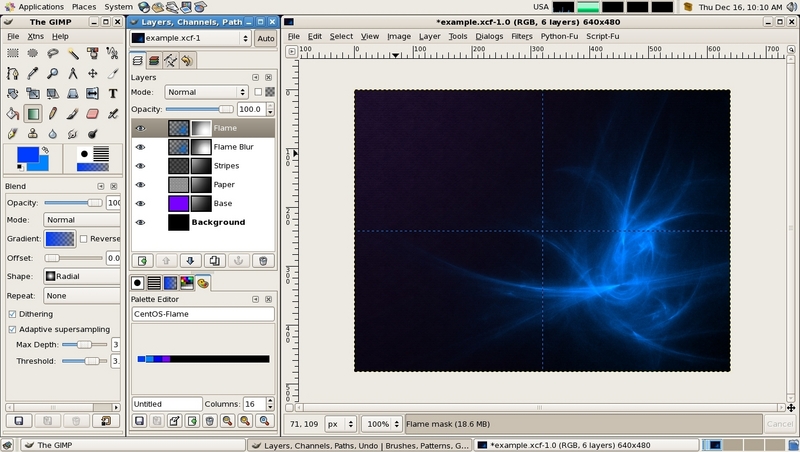 Applications Places System
USA
Thu Dec 16, 10:10 AM
The GIMP
File Xtns Help
Blend
Opacity: 100
Mode: Normal
Gradient: Reverse
Offset: 0.0
Shape: Radial
Repeat: None
Dithering
Adaptive supersampling
Max Depth: 3
Threshold: 3.
Layers, Channels, Path
example.xcf-1
Auto
Layers
Mode: Normal
Opacity: 100.0
Flame
Flame Blur
Stripes
Paper
Base
Background
Palette Editor
CentOS-Flame
Untitled Columns: 16
*example.xcf-1.0 (RGB, 6 layers) 640x480
File Edit Select View Image Layer Tools Dialogs Filters Python-Fu Script-Fu
100 0 100 200 300 400 500 600 700
0
100
200
300
400
500
71, 109 px 100% Flame mask (18.6 MB) Cancel
The GIMP
Layers, Channels, Paths, Undo | Brushes, Patterns, G...
*example.xcf-1.0 (RGB, 6 layers) 640x480